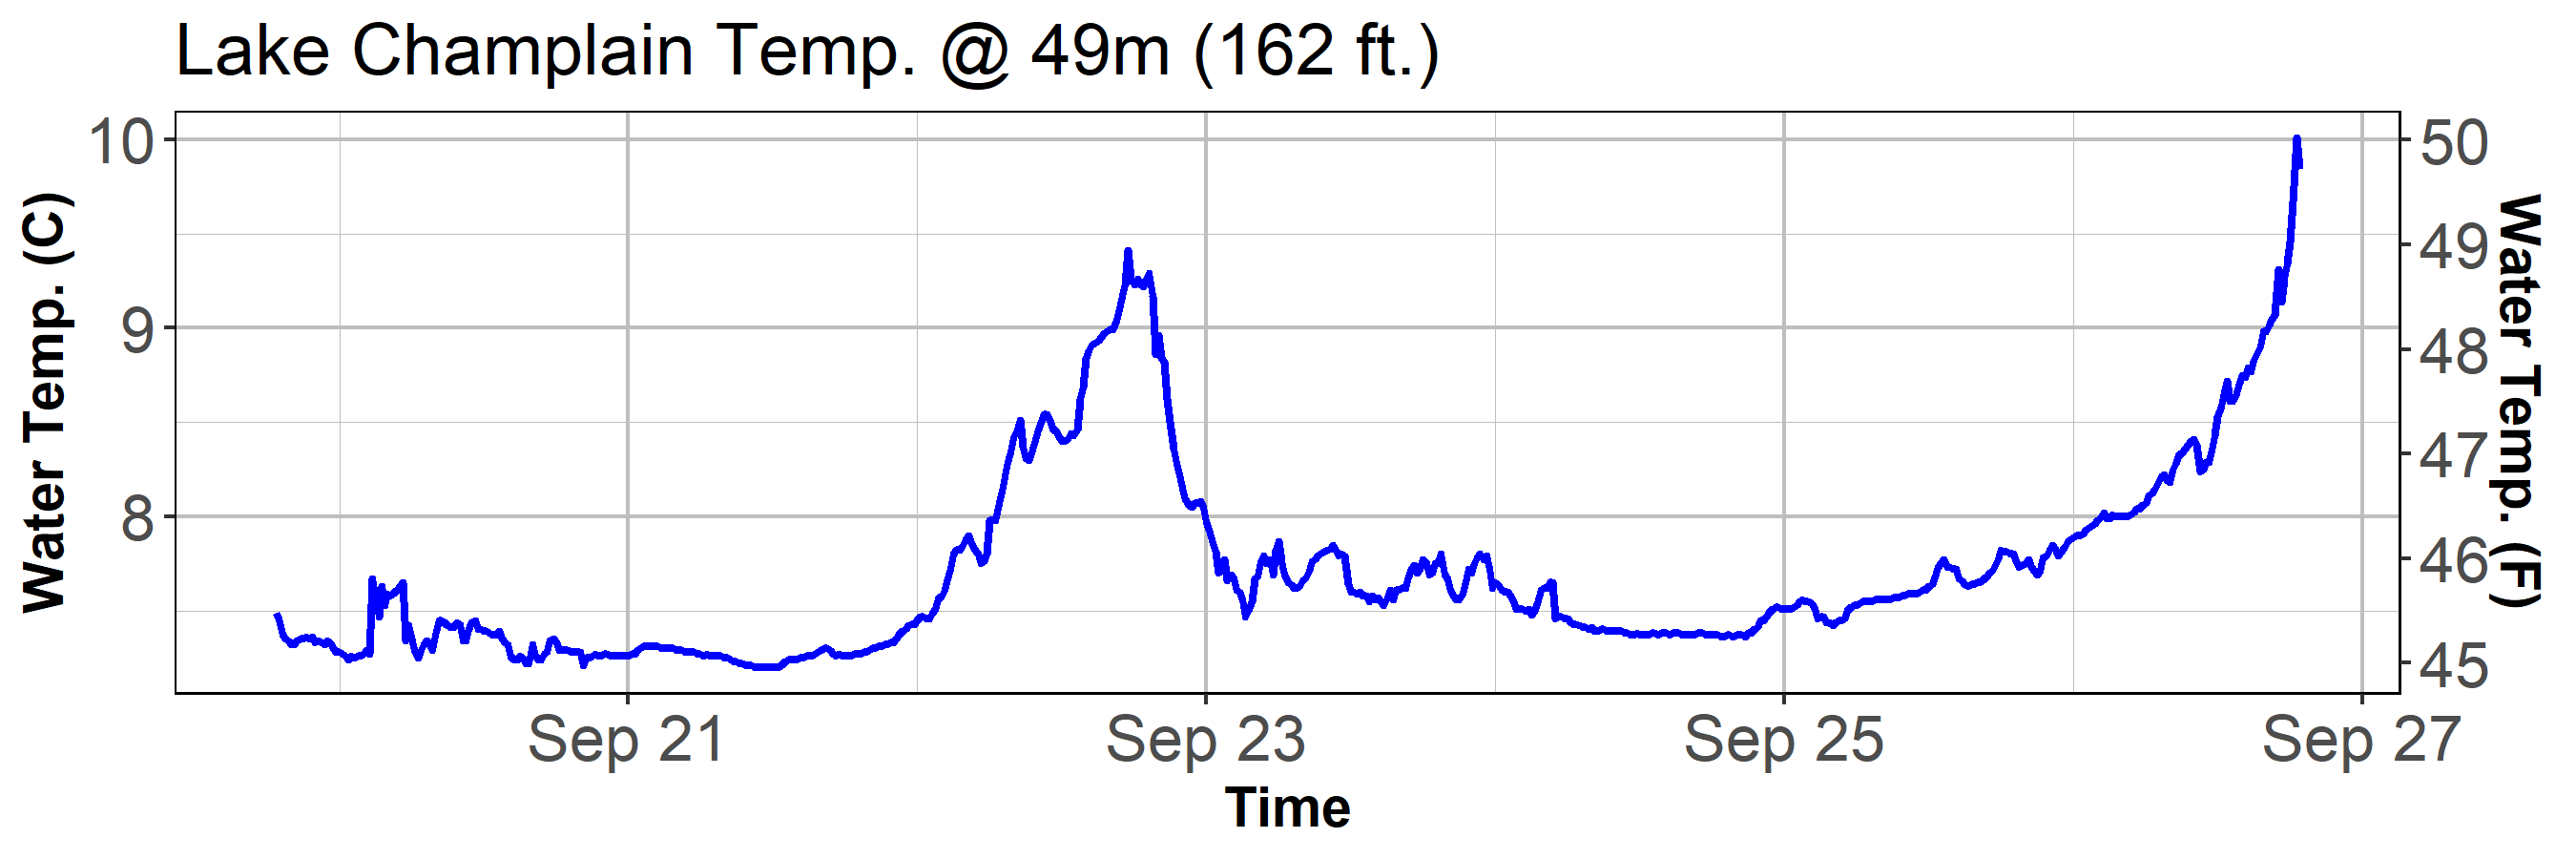 Lake Champlain Temp. @ 49m (162 ft.)
Water Temp. (C)
10
9
8
50
49
48
47
46
45
Water Temp. (F)
Sep 21
Sep 23
Sep 25
Sep 27
Time